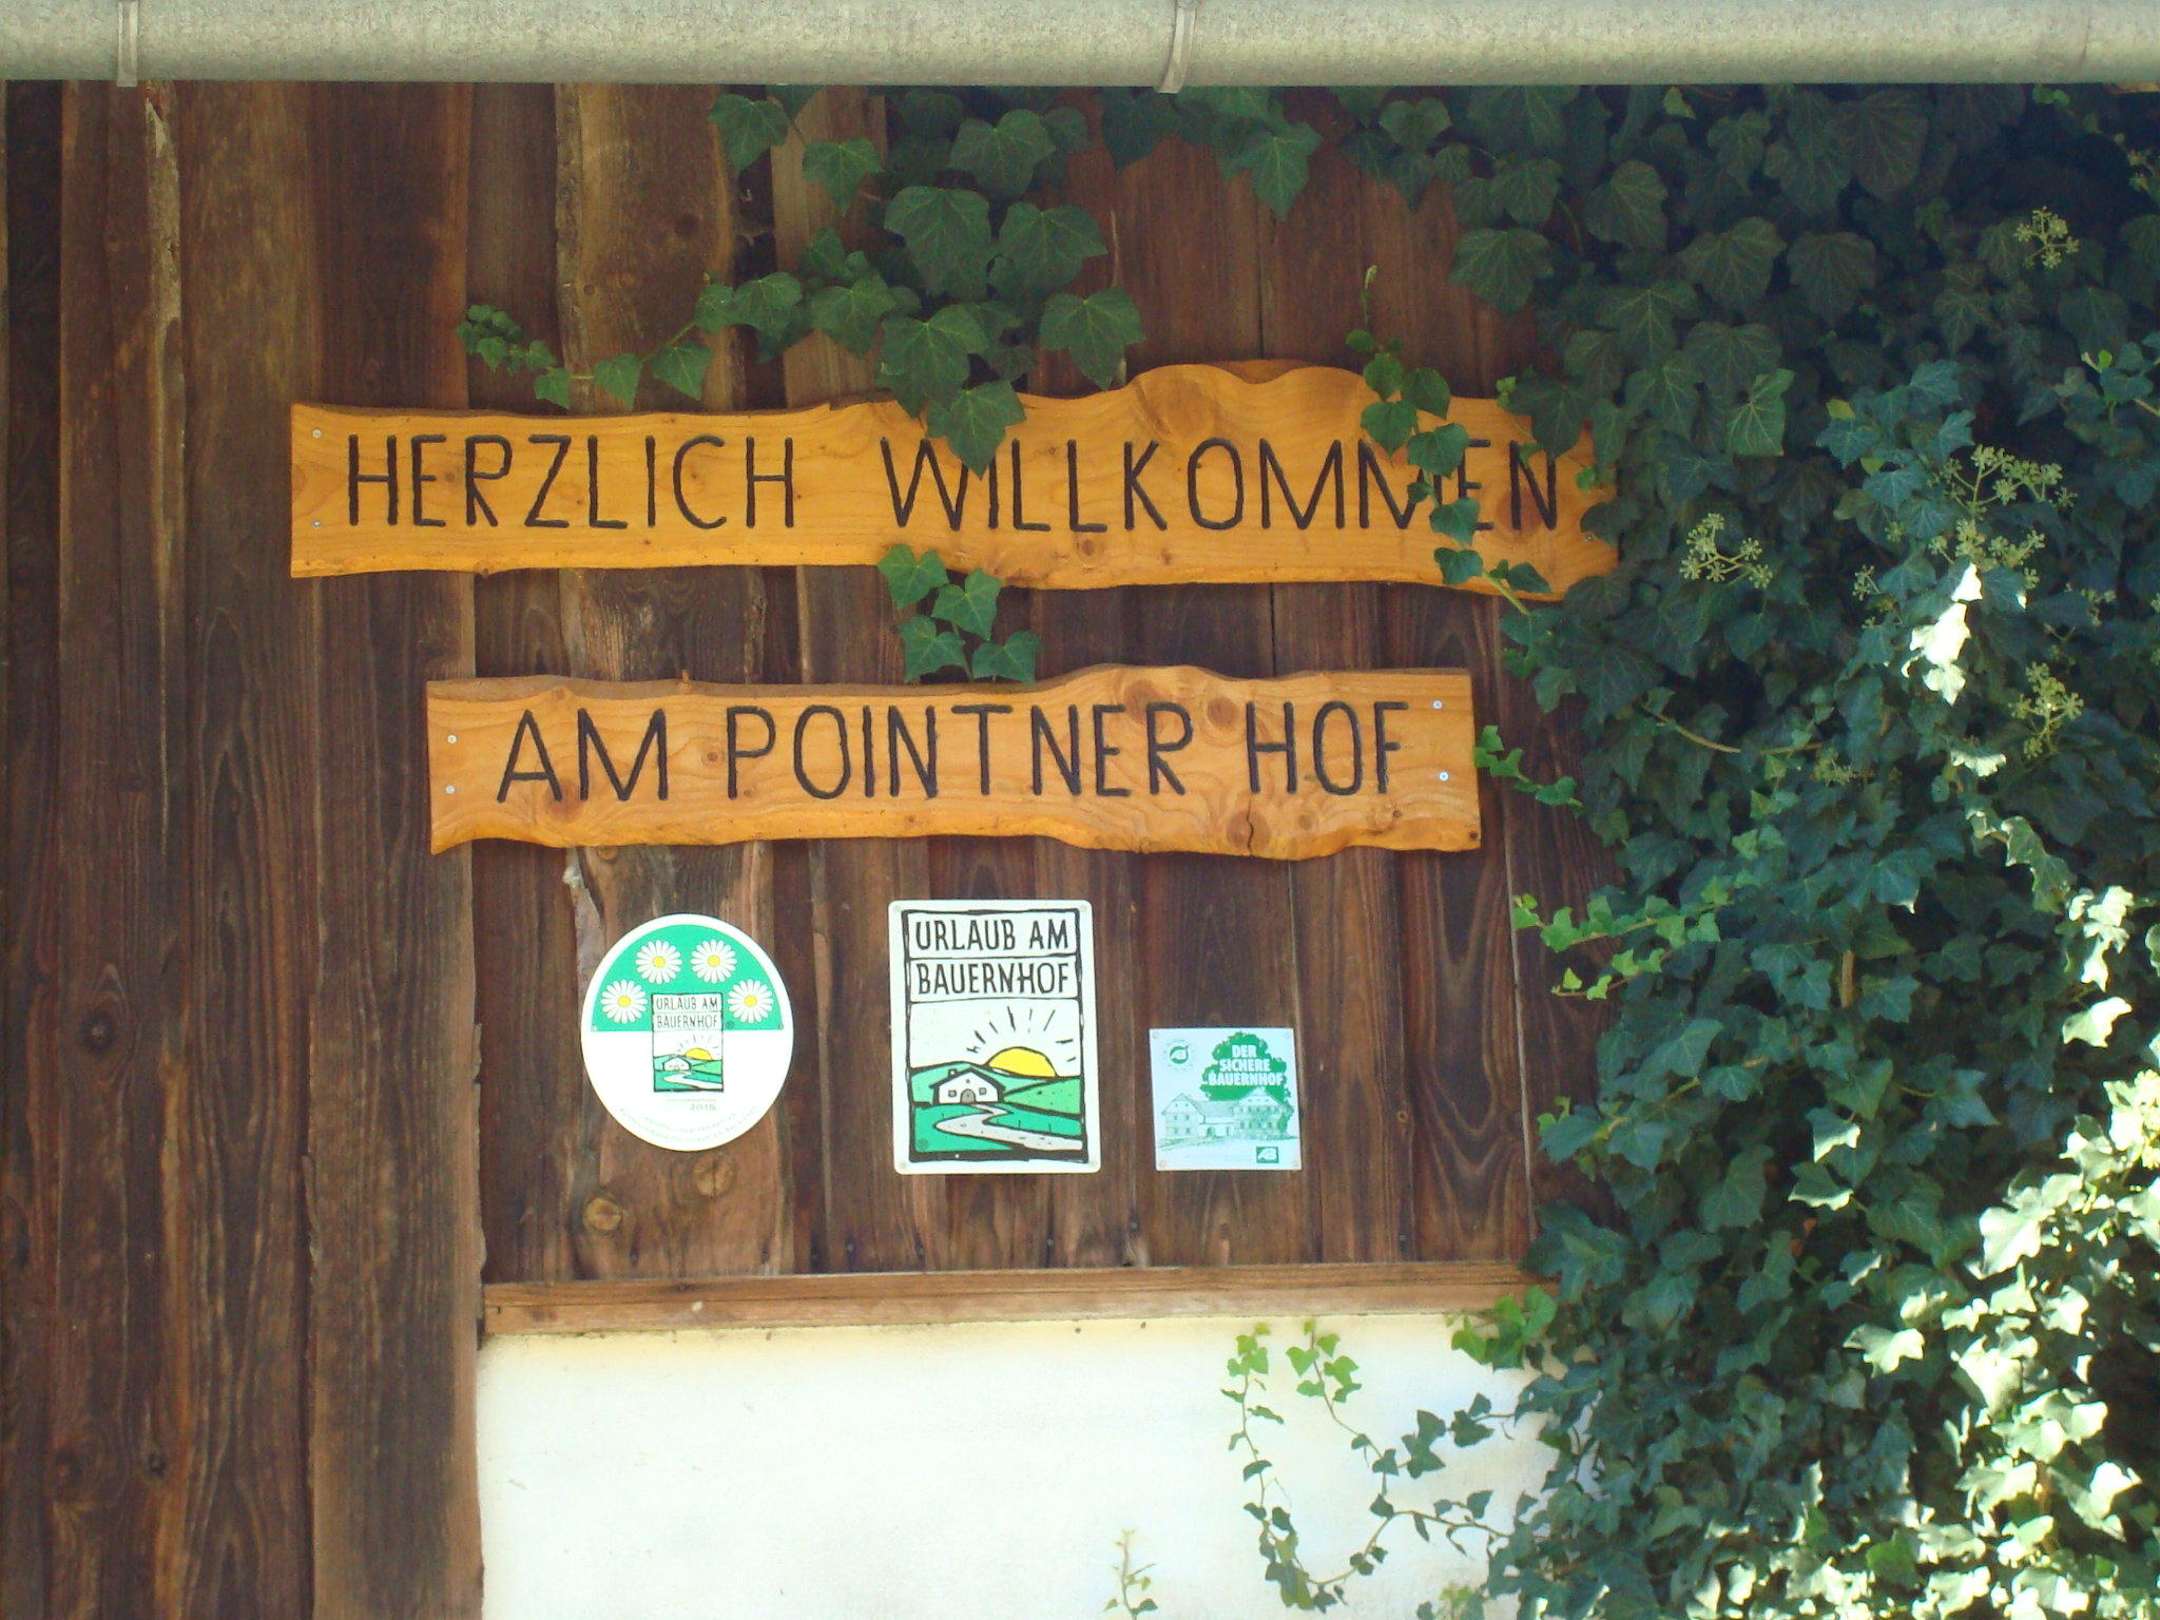 HERZLICH WILLKOMMEN
AM POINTNER HOF
URLAUB AM
BAUERNHOF
URLAUB AM
BAUERNHOF
DER
SICHERE
BAUERNHOF